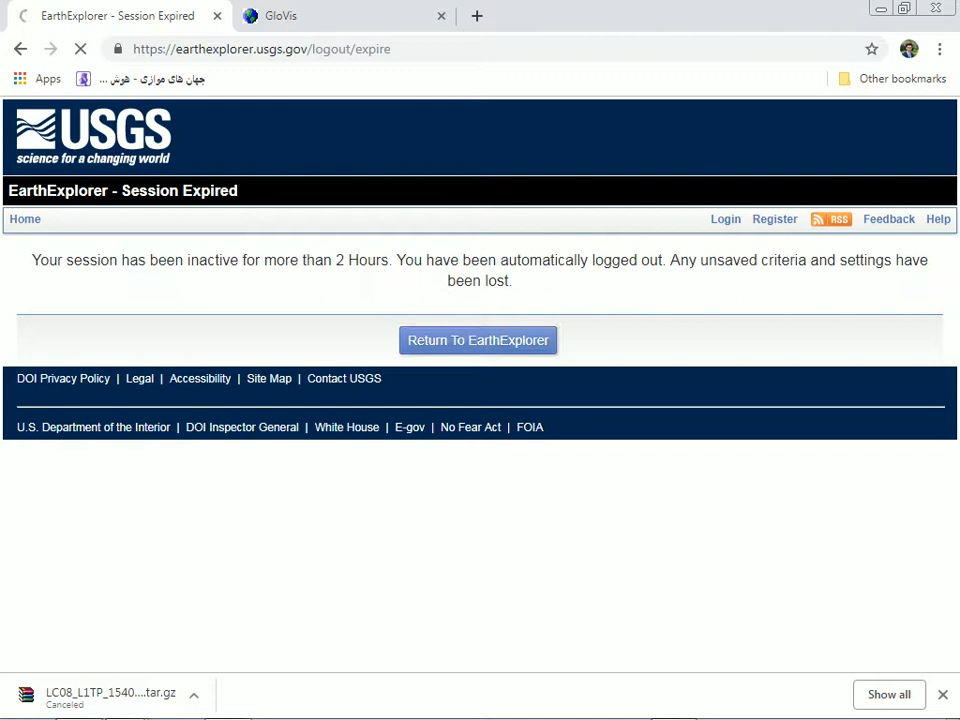 EarthExplorer - Session Expired
GloVis
https://earthexplorer.usgs.gov/logout/expire
Apps
جهان های موازی - هوش ...
Other bookmarks
USGS
science for a changing world
EarthExplorer - Session Expired
Home
Login
Register
RSS
Feedback
Help
Your session has been inactive for more than 2 Hours. You have been automatically logged out. Any unsaved criteria and settings have
been lost.
Return To EarthExplorer
DOI Privacy Policy | Legal | Accessibility | Site Map | Contact USGS
U.S. Department of the Interior | DOI Inspector General | White House | E-gov | No Fear Act | FOIA
LC08_L1TP_1540....tar.gz
Canceled
Show all